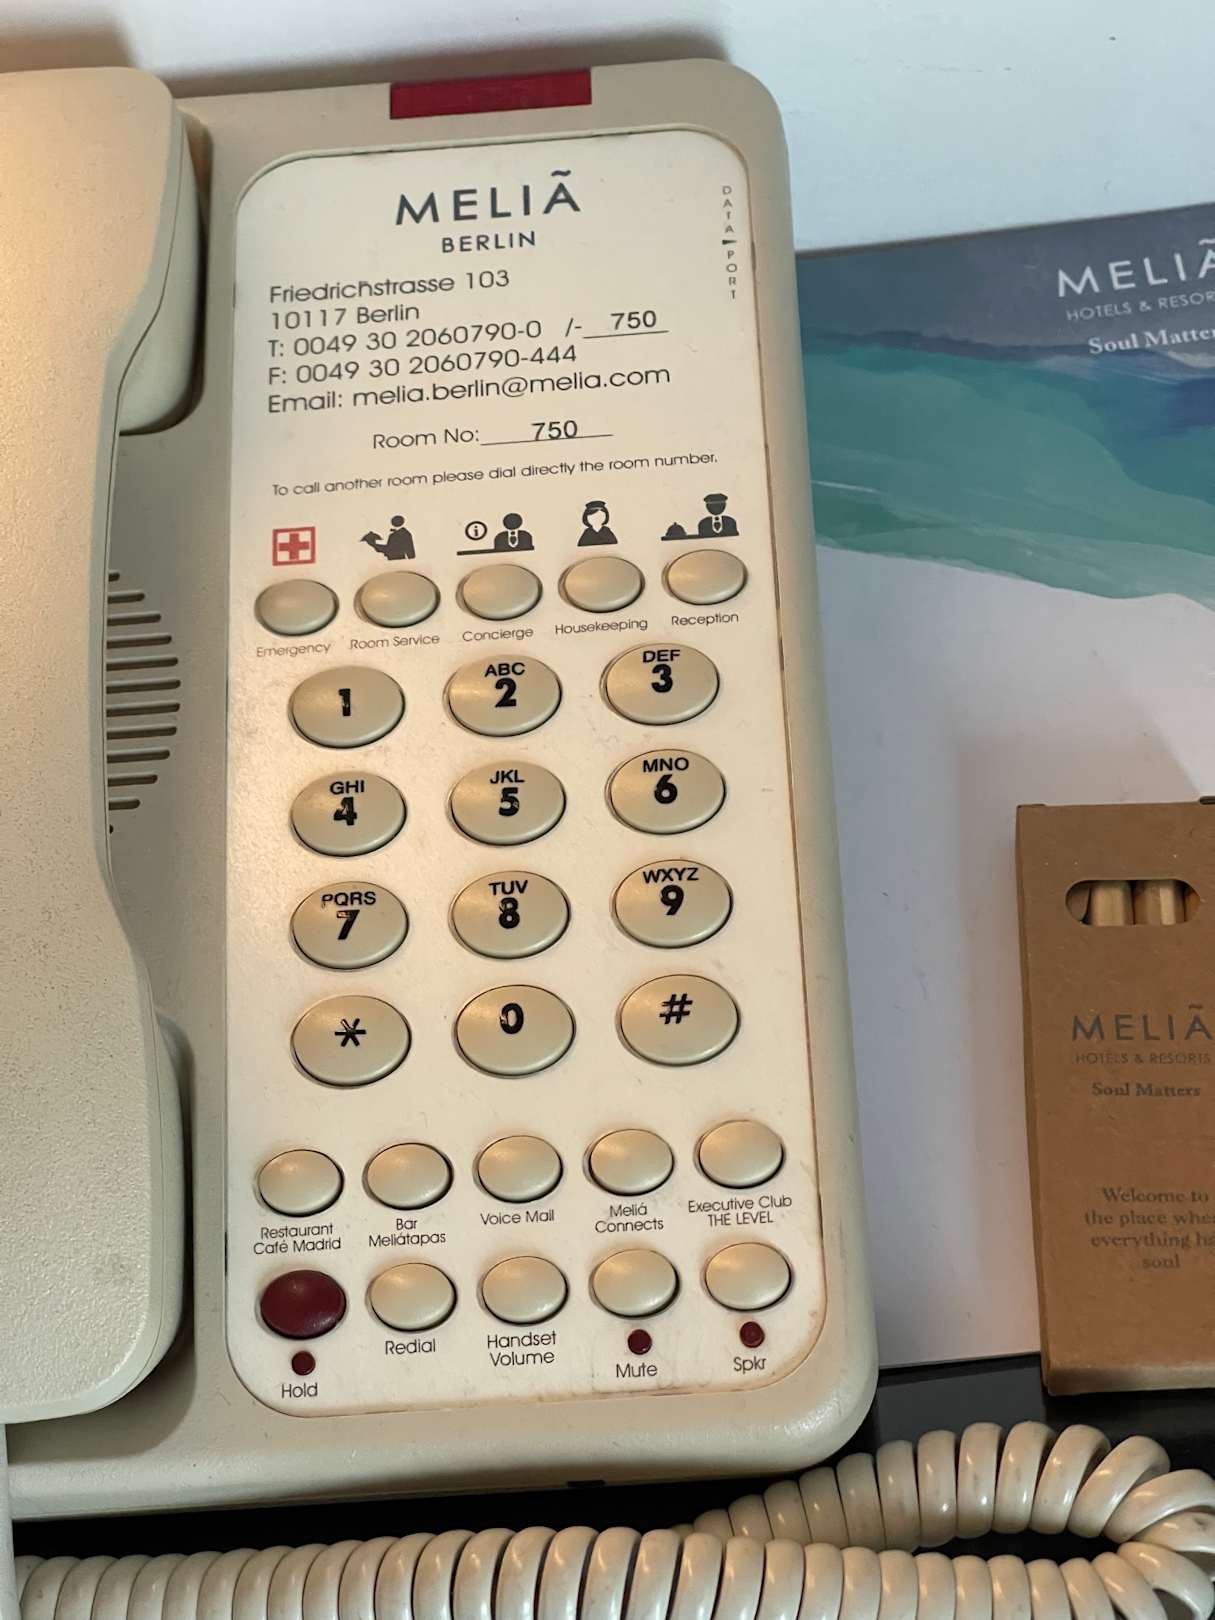 MELIÃ
BERLIN
DATA PORT
Friedrichstrasse 103
10117 Berlin
T: 0049 30 2060790-0 /- 750
F: 0049 30 2060790-444
Email: melia.berlin@melia.com
Room No: 750
To call another room please dial directly the room number.
Emergency Room Service Concierge Housekeeping Reception
1 ABC 2 DEF 3
GHI 4 JKL 5 MNO 6
PQRS 7 TUV 8 WXYZ 9
* 0 #
Restaurant
Café Madrid
Bar
Meliátapas
Voice Mail
Meliá
Connects
Executive Club
THE LEVEL
Hold
Redial
Handset
Volume
Mute
Spkr
MELIÃ
HOTELS & RESOR
Soul Matter
MELIÃ
HOTELS & RESORTS
Soul Matters
Welcome to
the place whe
everything ha
soul